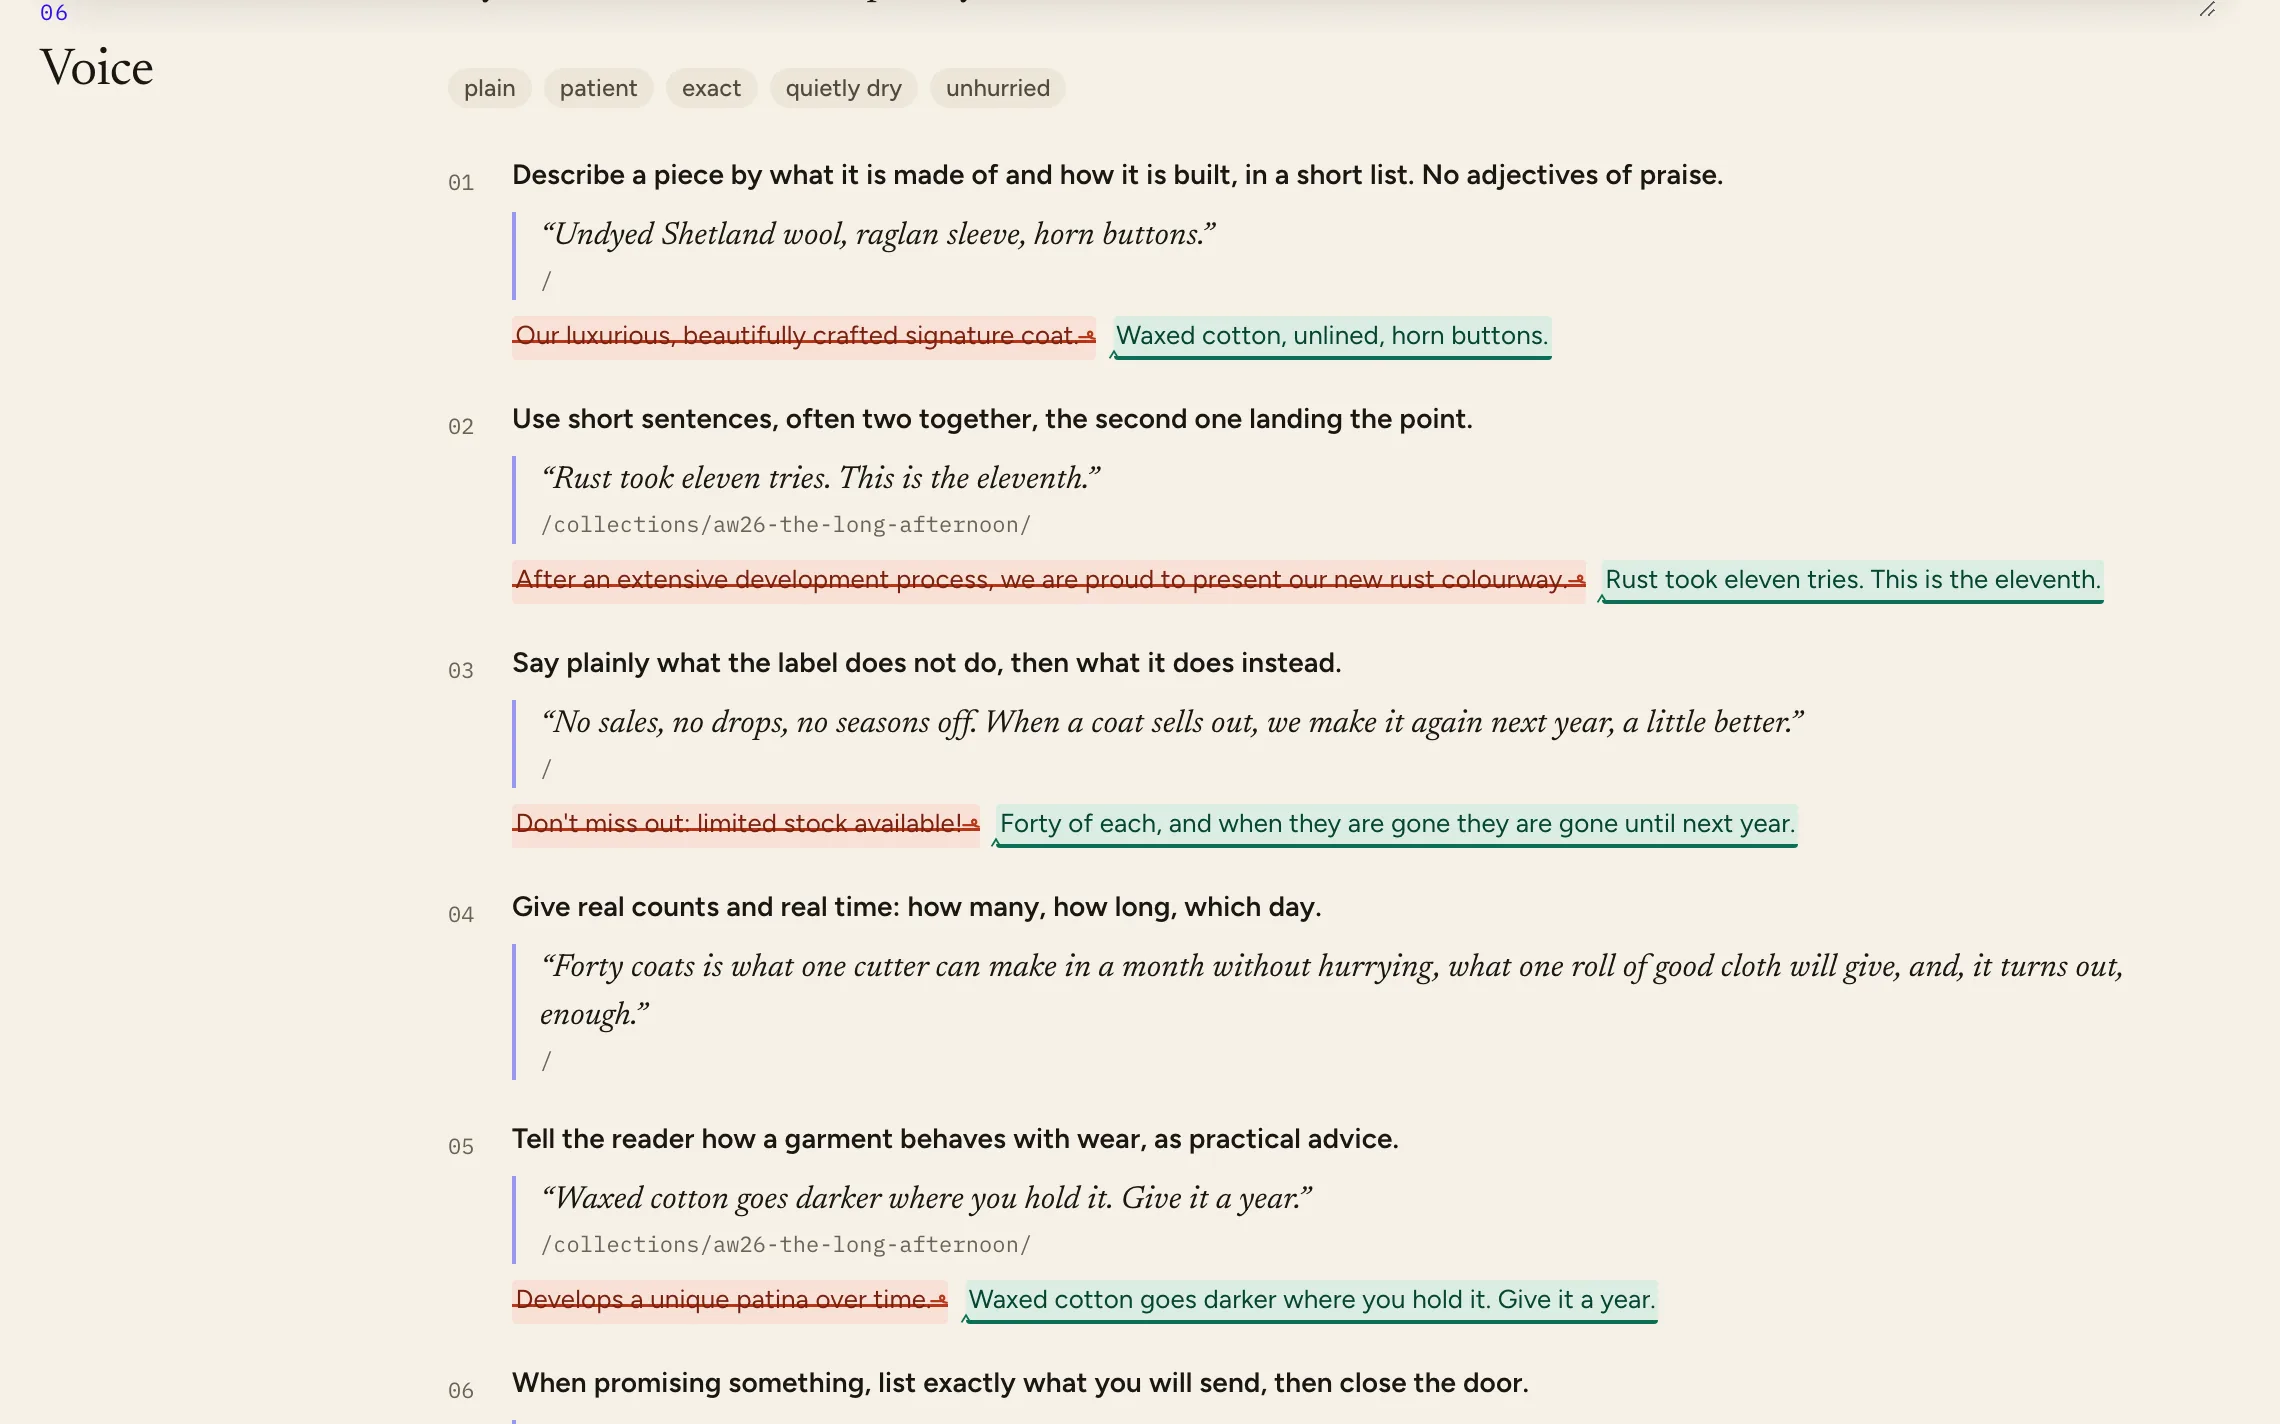 06
Voice
plain patient exact quietly dry unhurried
01 Describe a piece by what it is made of and how it is built, in a short list. No adjectives of praise.
“Undyed Shetland wool, raglan sleeve, horn buttons.”
/
Our luxurious, beautifully crafted signature coat. Waxed cotton, unlined, horn buttons.
02 Use short sentences, often two together, the second one landing the point.
“Rust took eleven tries. This is the eleventh.”
/collections/aw26-the-long-afternoon/
After an extensive development process, we are proud to present our new rust colourway. Rust took eleven tries. This is the eleventh.
03 Say plainly what the label does not do, then what it does instead.
“No sales, no drops, no seasons off. When a coat sells out, we make it again next year, a little better.”
/
Don't miss out: limited stock available! Forty of each, and when they are gone they are gone until next year.
04 Give real counts and real time: how many, how long, which day.
“Forty coats is what one cutter can make in a month without hurrying, what one roll of good cloth will give, and, it turns out,
enough.”
/
05 Tell the reader how a garment behaves with wear, as practical advice.
“Waxed cotton goes darker where you hold it. Give it a year.”
/collections/aw26-the-long-afternoon/
Develops a unique patina over time. Waxed cotton goes darker where you hold it. Give it a year.
06 When promising something, list exactly what you will send, then close the door.